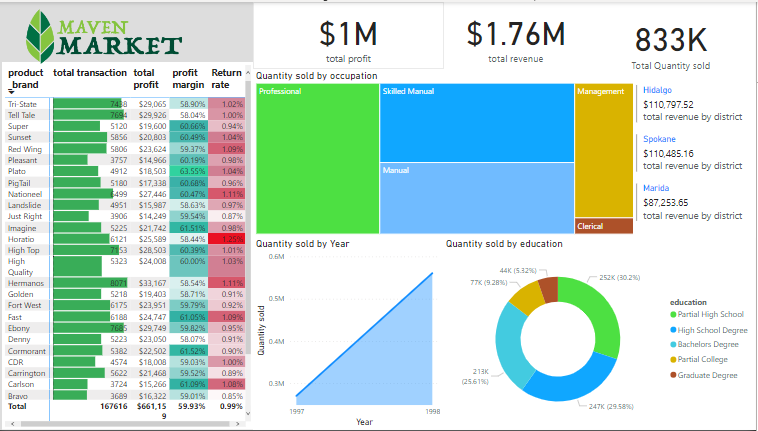 MAVEN
MARKET
$1M
total profit
$1.76M
total revenue
833K
Total Quantity sold
product brand total transaction total profit profit margin Return rate
Tri-State 7438 $29,065 58.90% 1.02%
Tell Tale 7694 $29,926 58.04% 1.00%
Super 5120 $19,600 60.66% 0.94%
Sunset 5856 $20,803 60.49% 1.04%
Red Wing 5806 $23,624 59.37% 1.09%
Pleasant 3757 $14,966 60.19% 0.98%
Plato 4912 $18,503 63.55% 1.04%
PigTail 5180 $17,338 60.68% 0.96%
Nationeel 6499 $27,446 60.47% 1.11%
Landslide 4951 $15,987 58.63% 0.97%
Just Right 3906 $14,249 59.54% 0.87%
Imagine 5225 $21,742 61.51% 0.98%
Horatio 6121 $25,589 58.44% 1.25%
High Top 7153 $28,503 60.39% 1.01%
High Quality 5323 $24,008 60.00% 1.03%
Hermanos 8071 $33,167 58.54% 1.11%
Golden 5218 $19,403 58.71% 0.91%
Fort West 6175 $23,951 59.79% 0.92%
Fast 6188 $24,747 61.05% 1.09%
Ebony 7685 $29,749 59.82% 0.95%
Denny 5223 $23,050 58.07% 0.91%
Cormorant 5382 $22,502 61.52% 0.90%
CDR 4574 $18,008 59.03% 1.00%
Carrington 5622 $21,468 59.52% 0.89%
Carlson 3724 $15,266 61.09% 1.08%
Bravo 3689 $16,322 59.01% 0.85%
Total 167616 $661,159 59.93% 0.99%
Quantity sold by occupation
Professional
Skilled Manual
Manual
Management
Clerical
Hidalgo
$110,797.52
total revenue by district
Spokane
$110,485.16
total revenue by district
Marida
$87,253.65
total revenue by district
Quantity sold by Year
Quantity sold
0.6M
0.5M
0.4M
0.3M
1997
1998
Year
Quantity sold by education
44K (5.32%)
77K (9.28%)
252K (30.2%)
213K
(25.61%)
247K (29.58%)
education
Partial High School
High School Degree
Bachelors Degree
Partial College
Graduate Degree